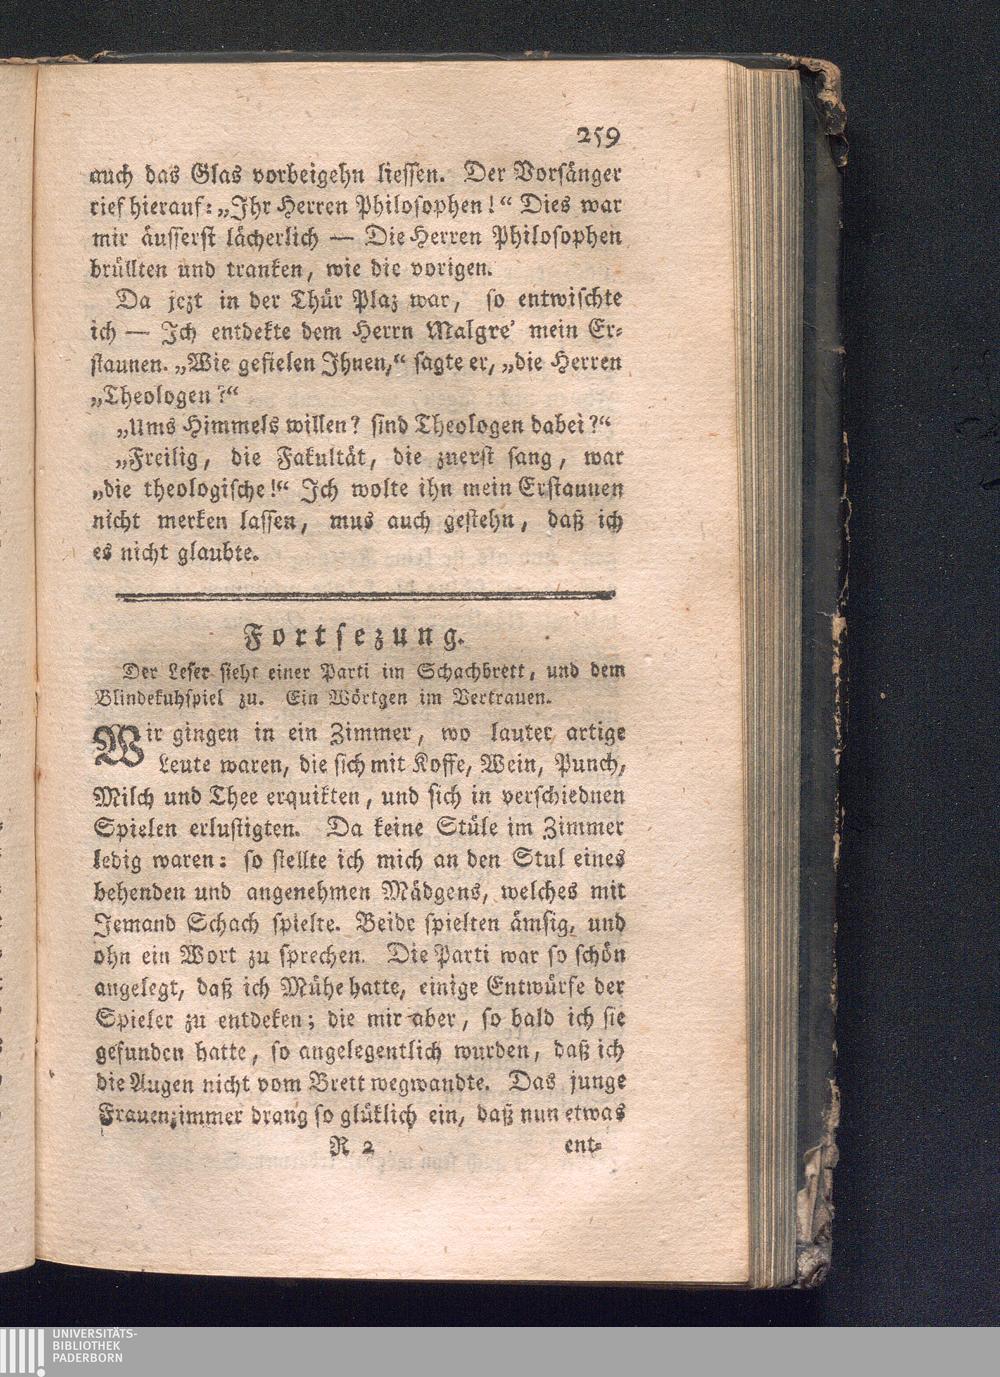 259
auch das Glas vorbeigehn liessen. Der Vorsänger
rief hierauf: „Ihr Herren Philosophen!“ Dies war
mir äusserst lächerlich — Die Herren Philosophen
brüllten und tranken, wie die vorigen.
Da jezt in der Thür Plaz war, so entwischte
ich — Ich entdekte dem Herrn Malgre' mein Er-
staunen. „Wie gefielen Ihnen,“ sagte er, „die Herren
„Theologen?“
„Ums Himmels willen? sind Theologen dabei?“
„Freilig, die Fakultät, die zuerst sang, war
„die theologische!“ Ich wolte ihn mein Erstaunen
nicht merken lassen, mus auch gestehn, daß ich
es nicht glaubte.
Fortsezung.
Der Leser sieht einer Parti im Schachbrett, und dem
Blindekuhspiel zu. Ein Wörtgen im Vertrauen.
Wir gingen in ein Zimmer, wo lauter artige
Leute waren, die sich mit Koffe, Wein, Punch,
Milch und Thee erquikten, und sich in verschiednen
Spielen erlustigten. Da keine Stüle im Zimmer
ledig waren: so stellte ich mich an den Stul eines
behenden und angenehmen Mädgens, welches mit
Jemand Schach spielte. Beide spielten ämsig, und
ohn ein Wort zu sprechen. Die Parti war so schön
angelegt, daß ich Mühe hatte, einige Entwürfe der
Spieler zu entdeken; die mir aber, so bald ich sie
gefunden hatte, so angelegentlich wurden, daß ich
die Augen nicht vom Brett wegwandte. Das junge
Frauenzimmer drang so glüklich ein, daß nun etwas
R 2 ent-
UNIVERSITÄTS-
BIBLIOTHEK
PADERBORN